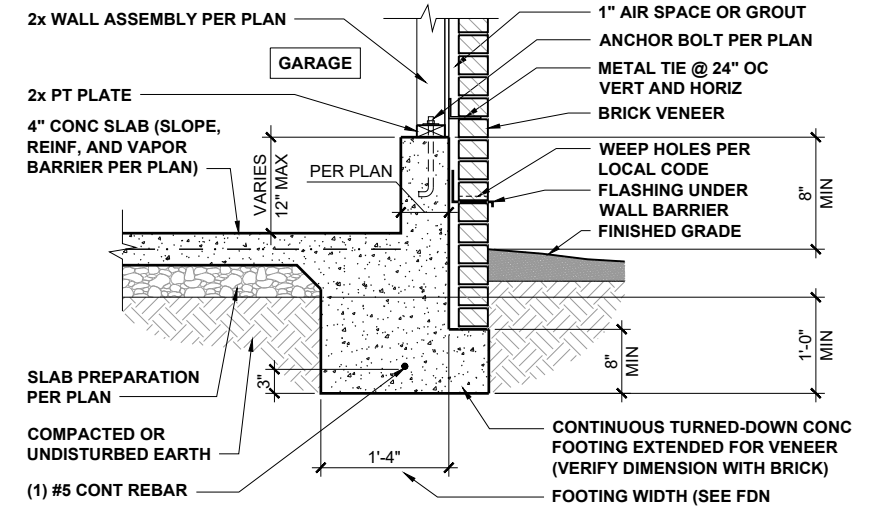 2x WALL ASSEMBLY PER PLAN
GARAGE
2x PT PLATE
4" CONC SLAB (SLOPE,
REINF, AND VAPOR
BARRIER PER PLAN)
VARIES
12" MAX
PER PLAN
1" AIR SPACE OR GROUT
ANCHOR BOLT PER PLAN
METAL TIE @ 24" OC
VERT AND HORIZ
BRICK VENEER
WEEP HOLES PER
LOCAL CODE
FLASHING UNDER
WALL BARRIER
FINISHED GRADE
8"
MIN
1'-0"
MIN
8"
MIN
3"
SLAB PREPARATION
PER PLAN
COMPACTED OR
UNDISTURBED EARTH
(1) #5 CONT REBAR
1'-4"
CONTINUOUS TURNED-DOWN CONC
FOOTING EXTENDED FOR VENEER
(VERIFY DIMENSION WITH BRICK)
FOOTING WIDTH (SEE FDN